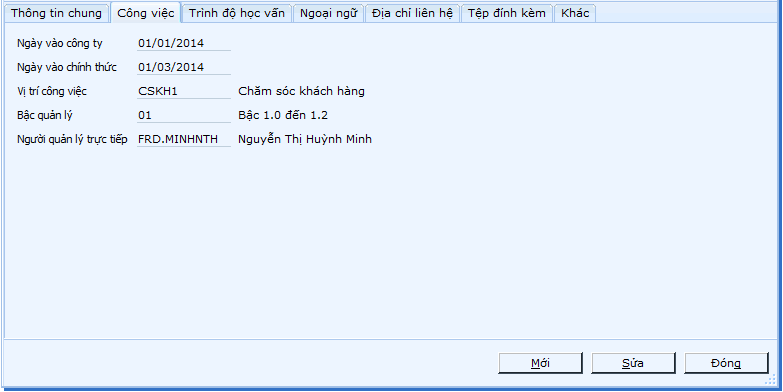 Thông tin chung Công việc Trình độ học vấn Ngoại ngữ Địa chỉ liên hệ Tệp đính kèm Khác
Ngày vào công ty 01/01/2014
Ngày vào chính thức 01/03/2014
Vị trí công việc CSKH1 Chăm sóc khách hàng
Bậc quản lý 01 Bậc 1.0 đến 1.2
Người quản lý trực tiếp FRD.MINHNTH Nguyễn Thị Huỳnh Minh
Mới Sửa Đóng